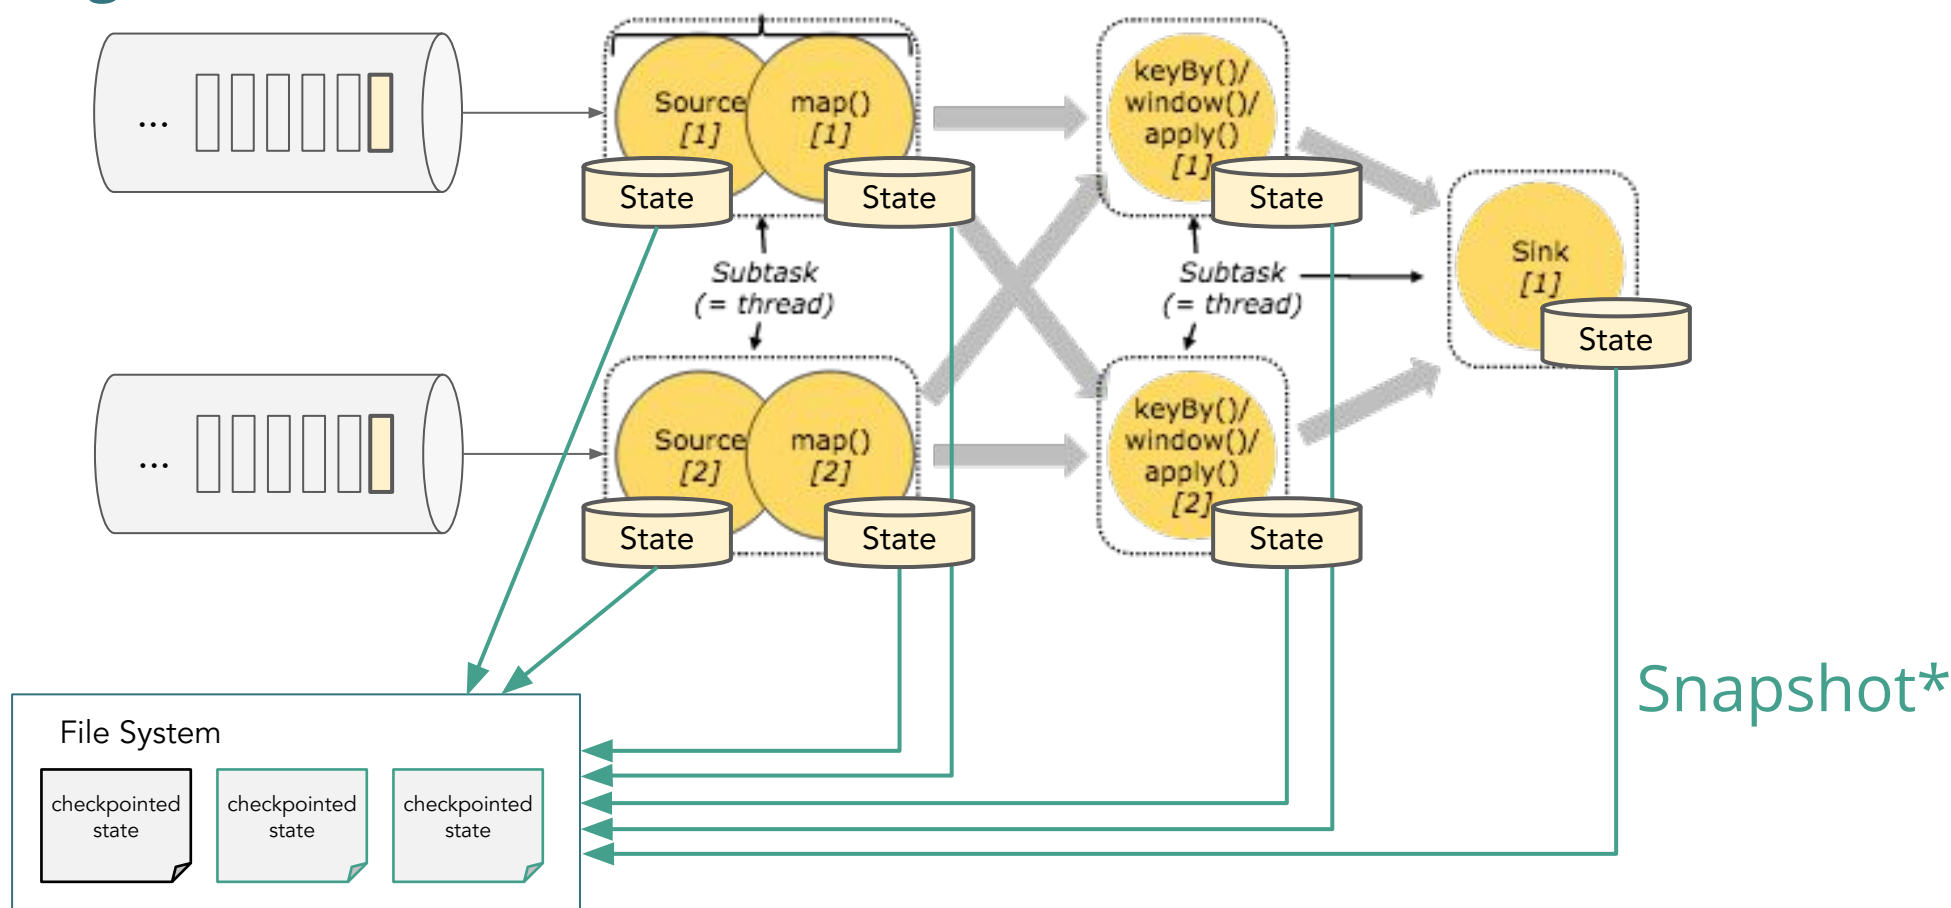 ...
Source
[1]
map()
[1]
keyBy()/
window()/
apply()
[1]
State
State
State
Subtask
(= thread)
Subtask
(= thread)
Sink
[1]
State
...
Source
[2]
map()
[2]
keyBy()/
window()/
apply()
[2]
State
State
State
Snapshot*
File System
checkpointed
state
checkpointed
state
checkpointed
state